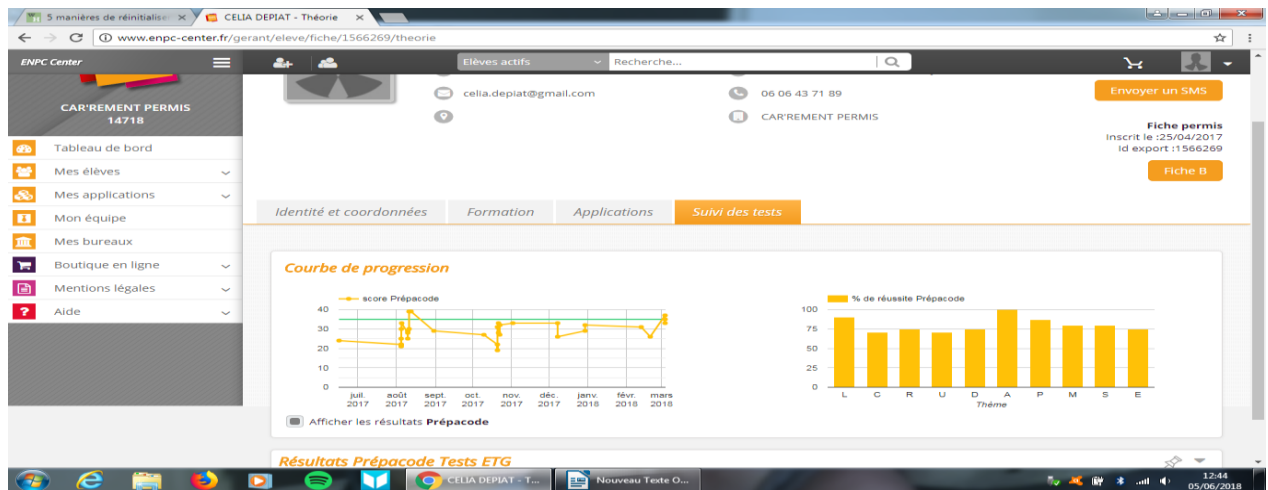 5 manières de réinitialiser
CELIA DEPIAT - Théorie
www.enpc-center.fr/gerant/eleve/fiche/1566269/theorie
ENPC Center
Elèves actifs
Recherche...
CAR'REMENT PERMIS
14718
celia.depiat@gmail.com
06 06 43 71 89
CAR'REMENT PERMIS
Envoyer un SMS
Fiche permis
Inscrit le :25/04/2017
Id export :1566269
Fiche B
Tableau de bord
Mes élèves
Mes applications
Mon équipe
Mes bureaux
Boutique en ligne
Mentions légales
? Aide
Identité et coordonnées
Formation
Applications
Suivi des tests
Courbe de progression
score Prépacode
40
30
20
10
0
juil. août sept. oct. nov. déc. janv. févr. mars
2017 2017 2017 2017 2017 2017 2018 2018 2018
% de réussite Prépacode
100
75
50
25
0
L C R U D A P M S E
Thème
Afficher les résultats Prépacode
Résultats Prépacode Tests ETG
CELIA DEPIAT - T...
Nouveau Texte O...
12:44
05/06/2018